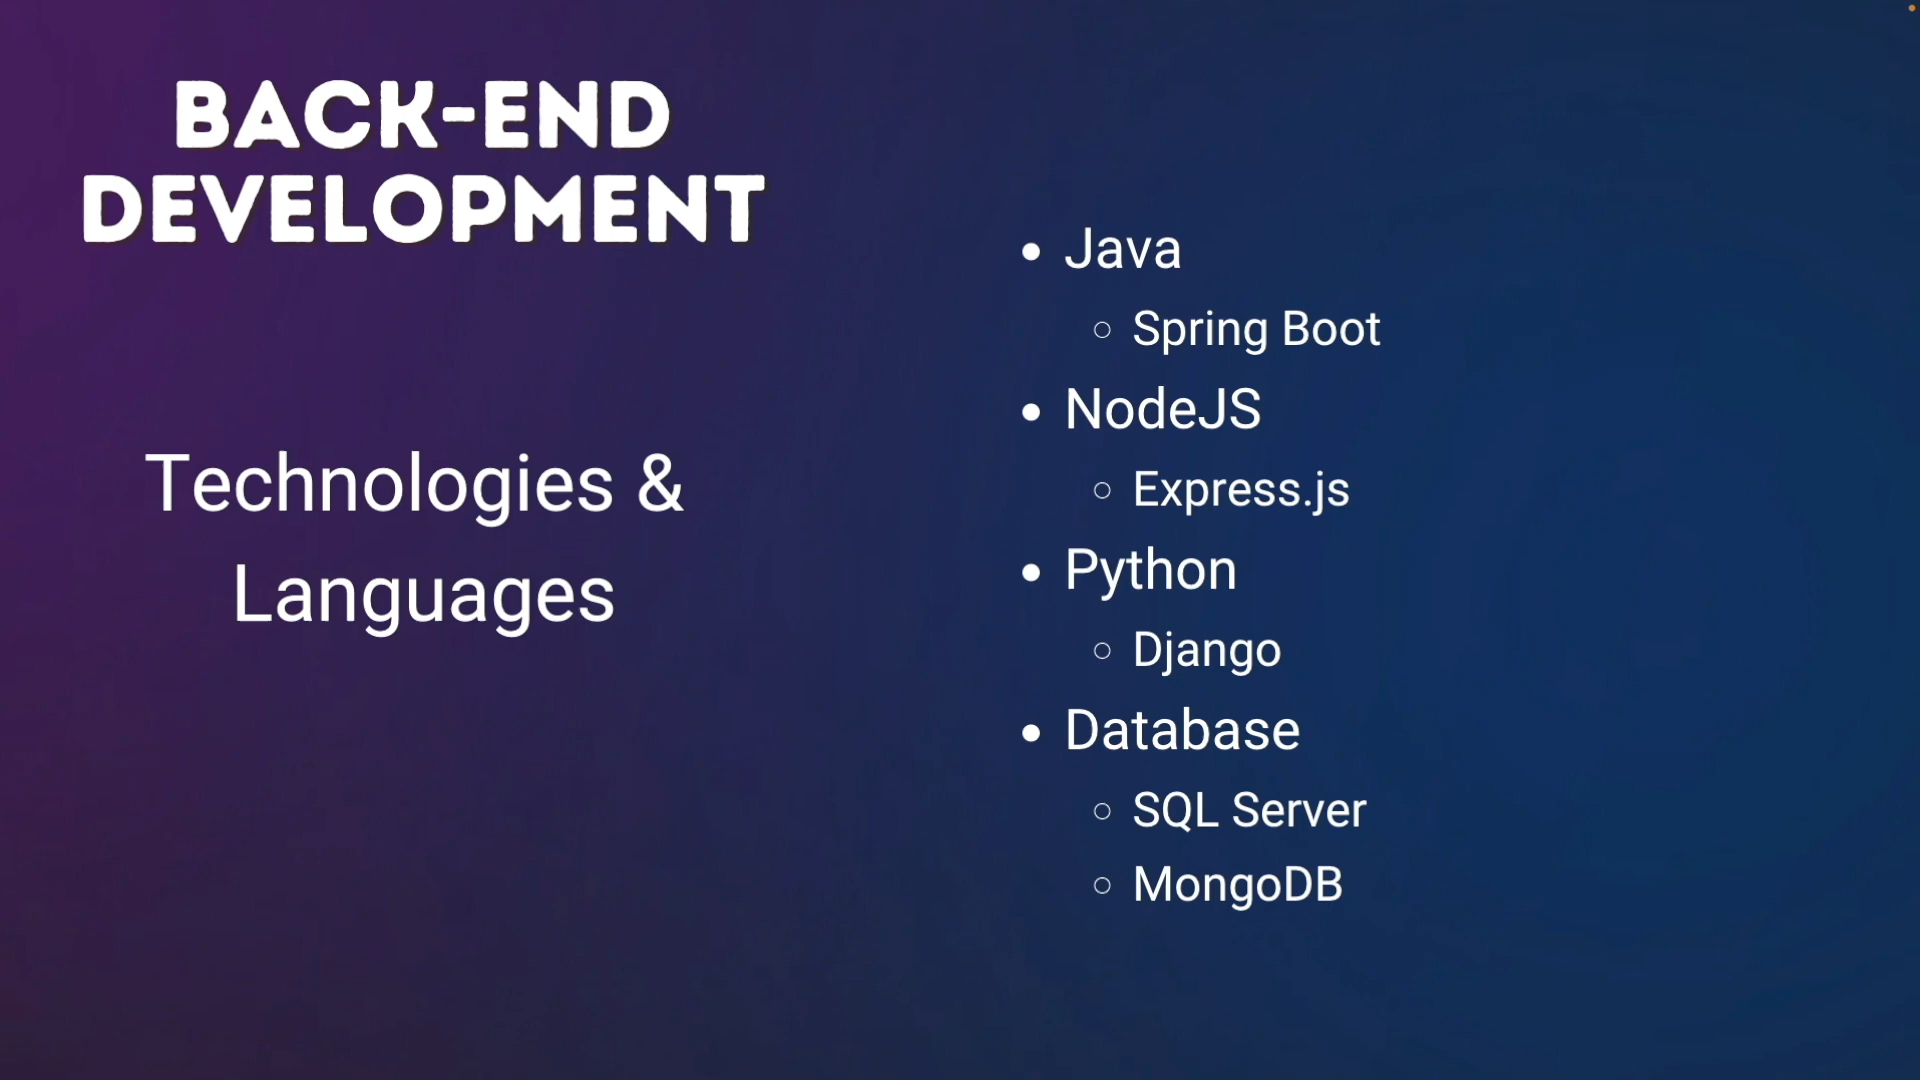 BACK-END
DEVELOPMENT
Technologies &
Languages
• Java
○ Spring Boot
• NodeJS
○ Express.js
• Python
○ Django
• Database
○ SQL Server
○ MongoDB